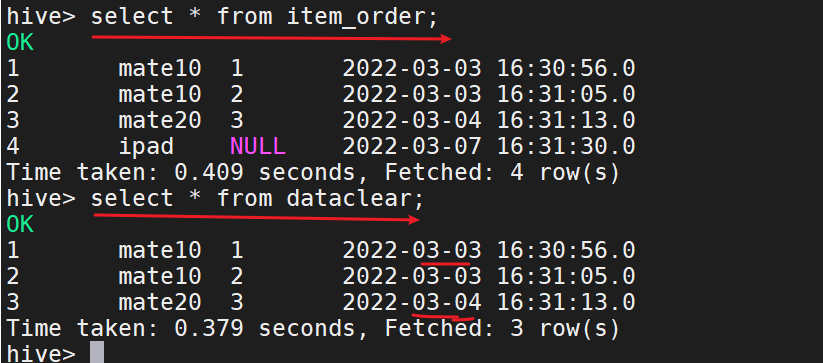 hive> select * from item_order;
OK
1 mate10 1 2022-03-03 16:30:56.0
2 mate10 2 2022-03-03 16:31:05.0
3 mate20 3 2022-03-04 16:31:13.0
4 ipad NULL 2022-03-07 16:31:30.0
Time taken: 0.409 seconds, Fetched: 4 row(s)
hive> select * from dataclear;
OK
1 mate10 1 2022-03-03 16:30:56.0
2 mate10 2 2022-03-03 16:31:05.0
3 mate20 3 2022-03-04 16:31:13.0
Time taken: 0.379 seconds, Fetched: 3 row(s)
hive>